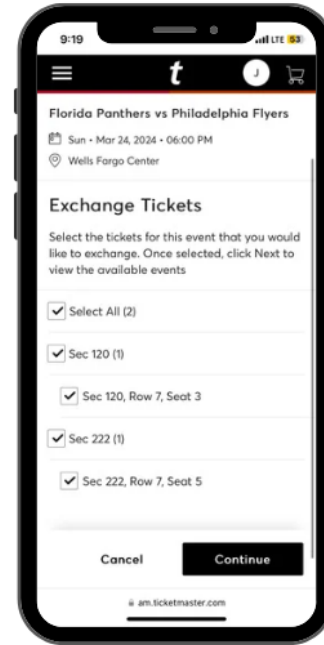 9:19
LTE 53
t
J
Florida Panthers vs Philadelphia Flyers
Sun • Mar 24, 2024 • 06:00 PM
Wells Fargo Center
Exchange Tickets
Select the tickets for this event that you would
like to exchange. Once selected, click Next to
view the available events
Select All (2)
Sec 120 (1)
Sec 120, Row 7, Seat 3
Sec 222 (1)
Sec 222, Row 7, Seat 5
Cancel Continue
am.ticketmaster.com